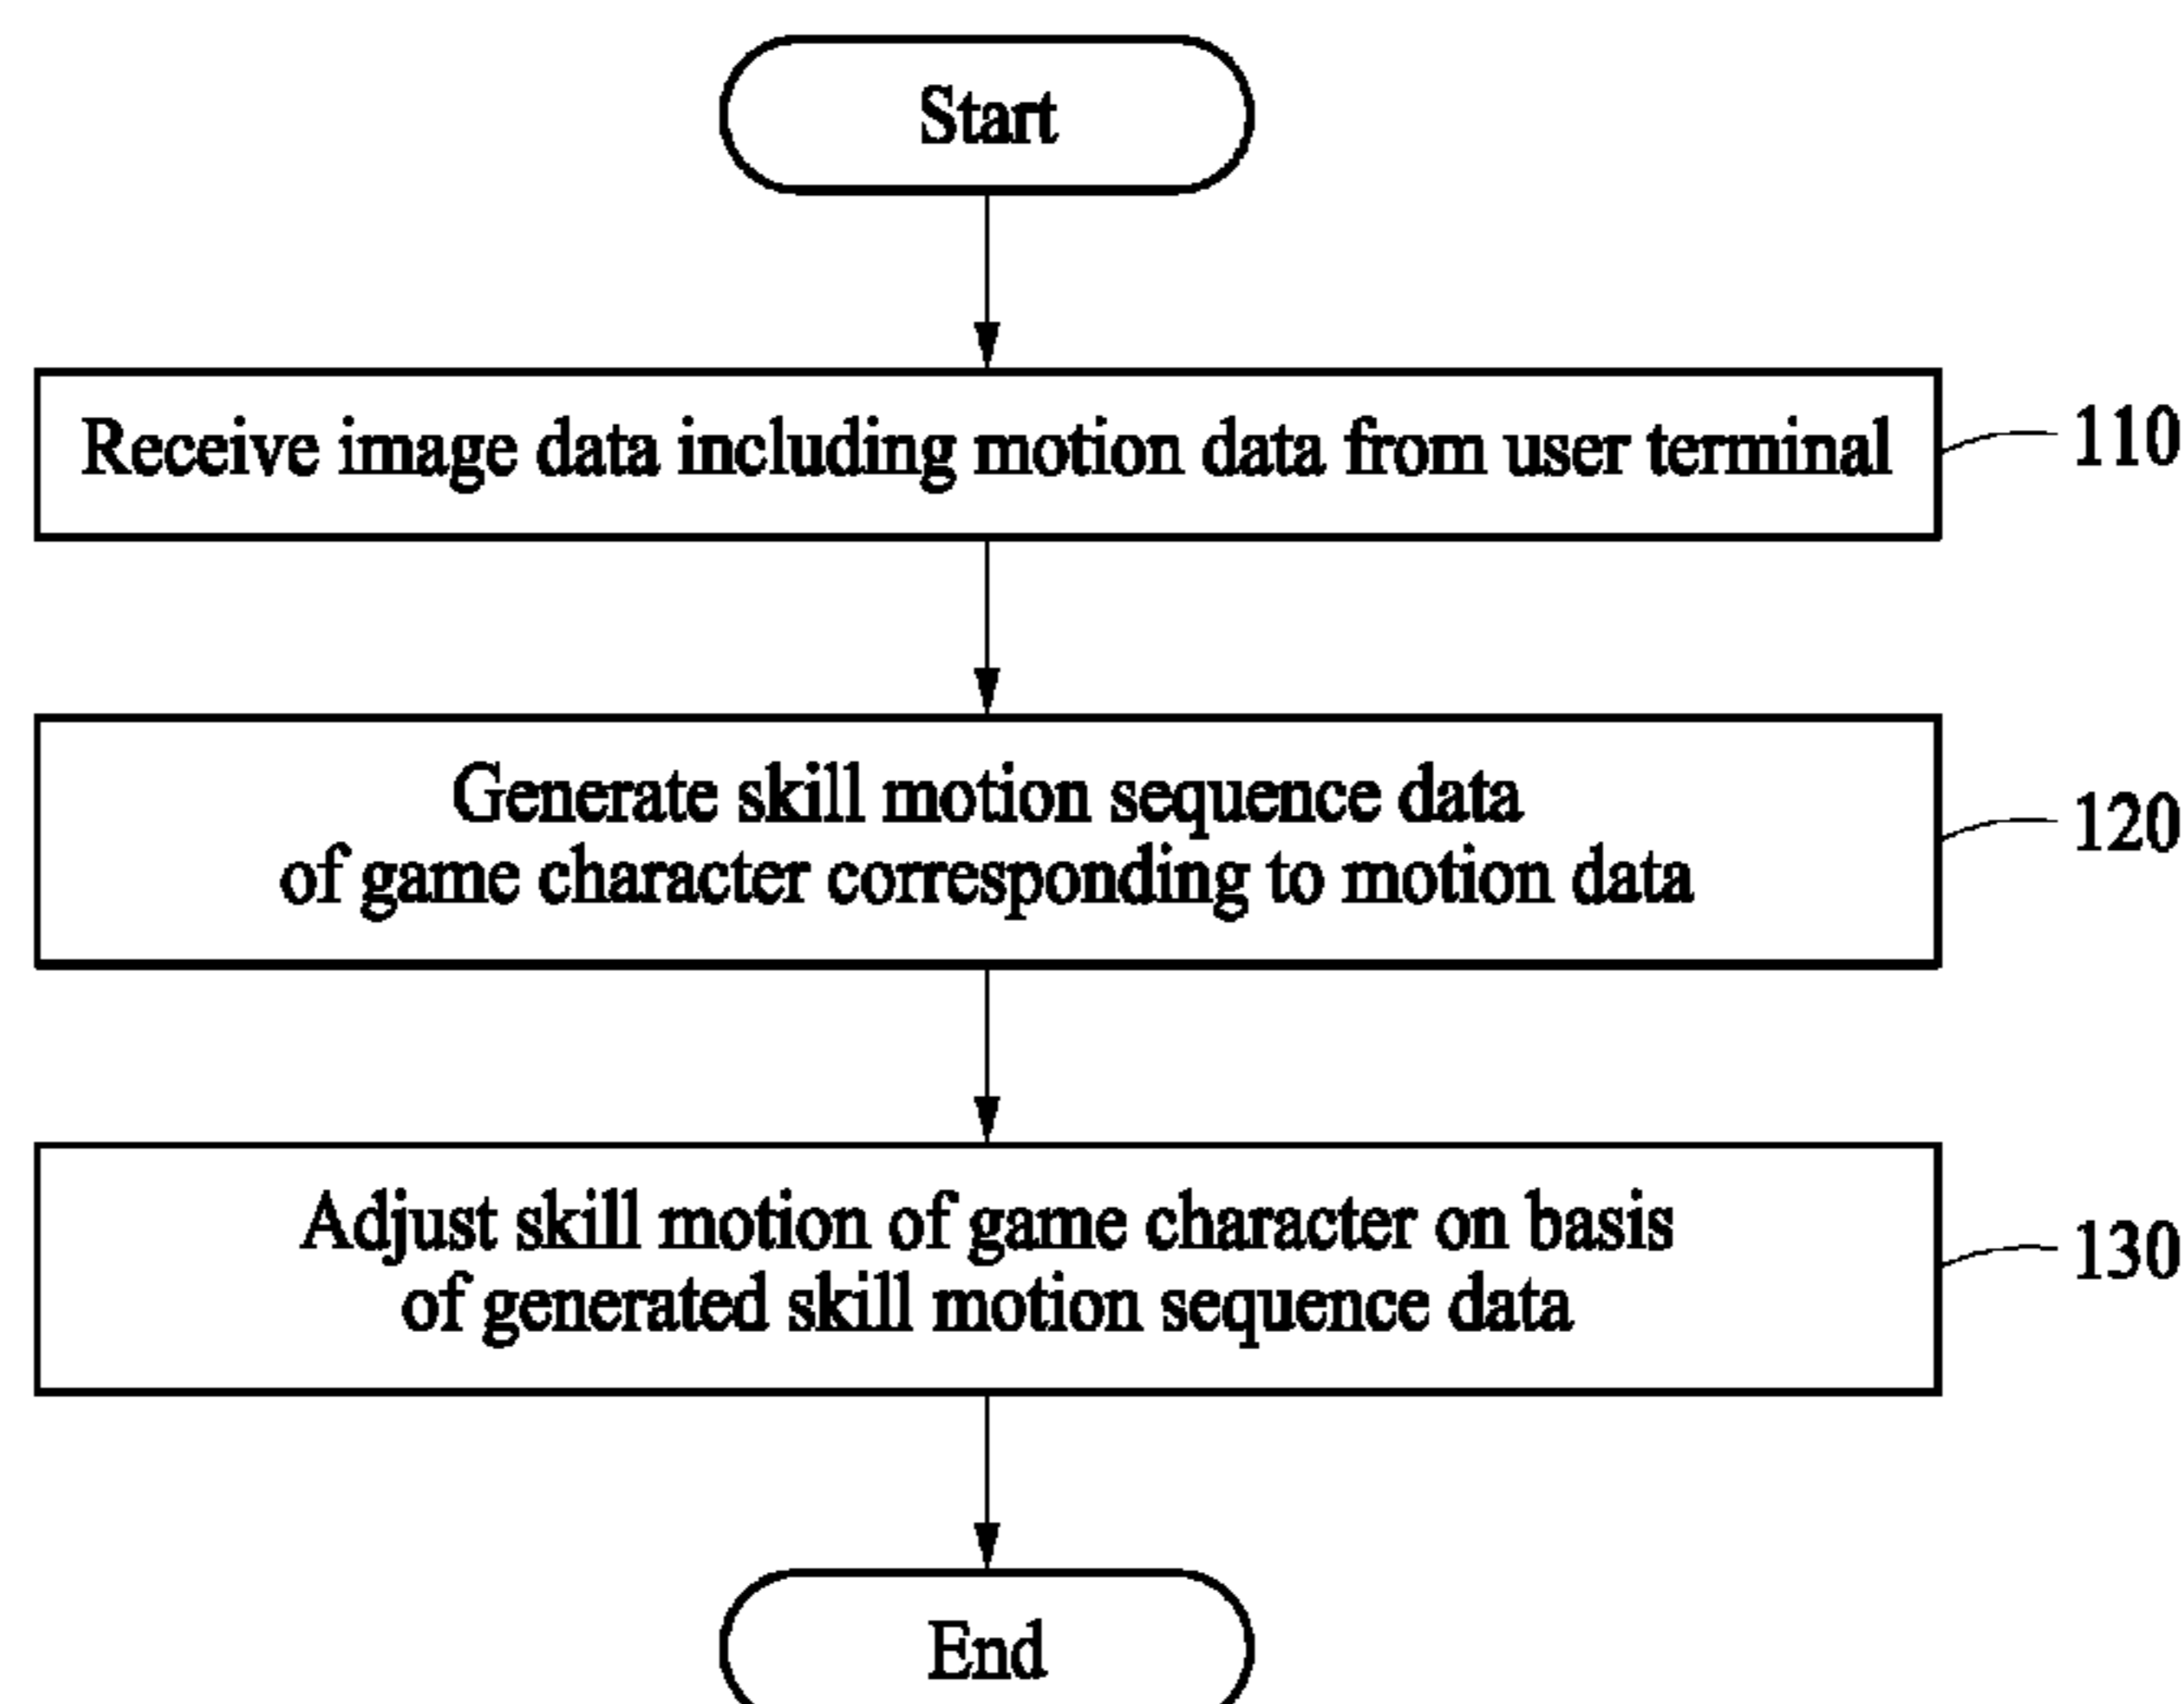 Start
Receive image data including motion data from user terminal
110
Generate skill motion sequence data
of game character corresponding to motion data
120
Adjust skill motion of game character on basis
of generated skill motion sequence data
130
End